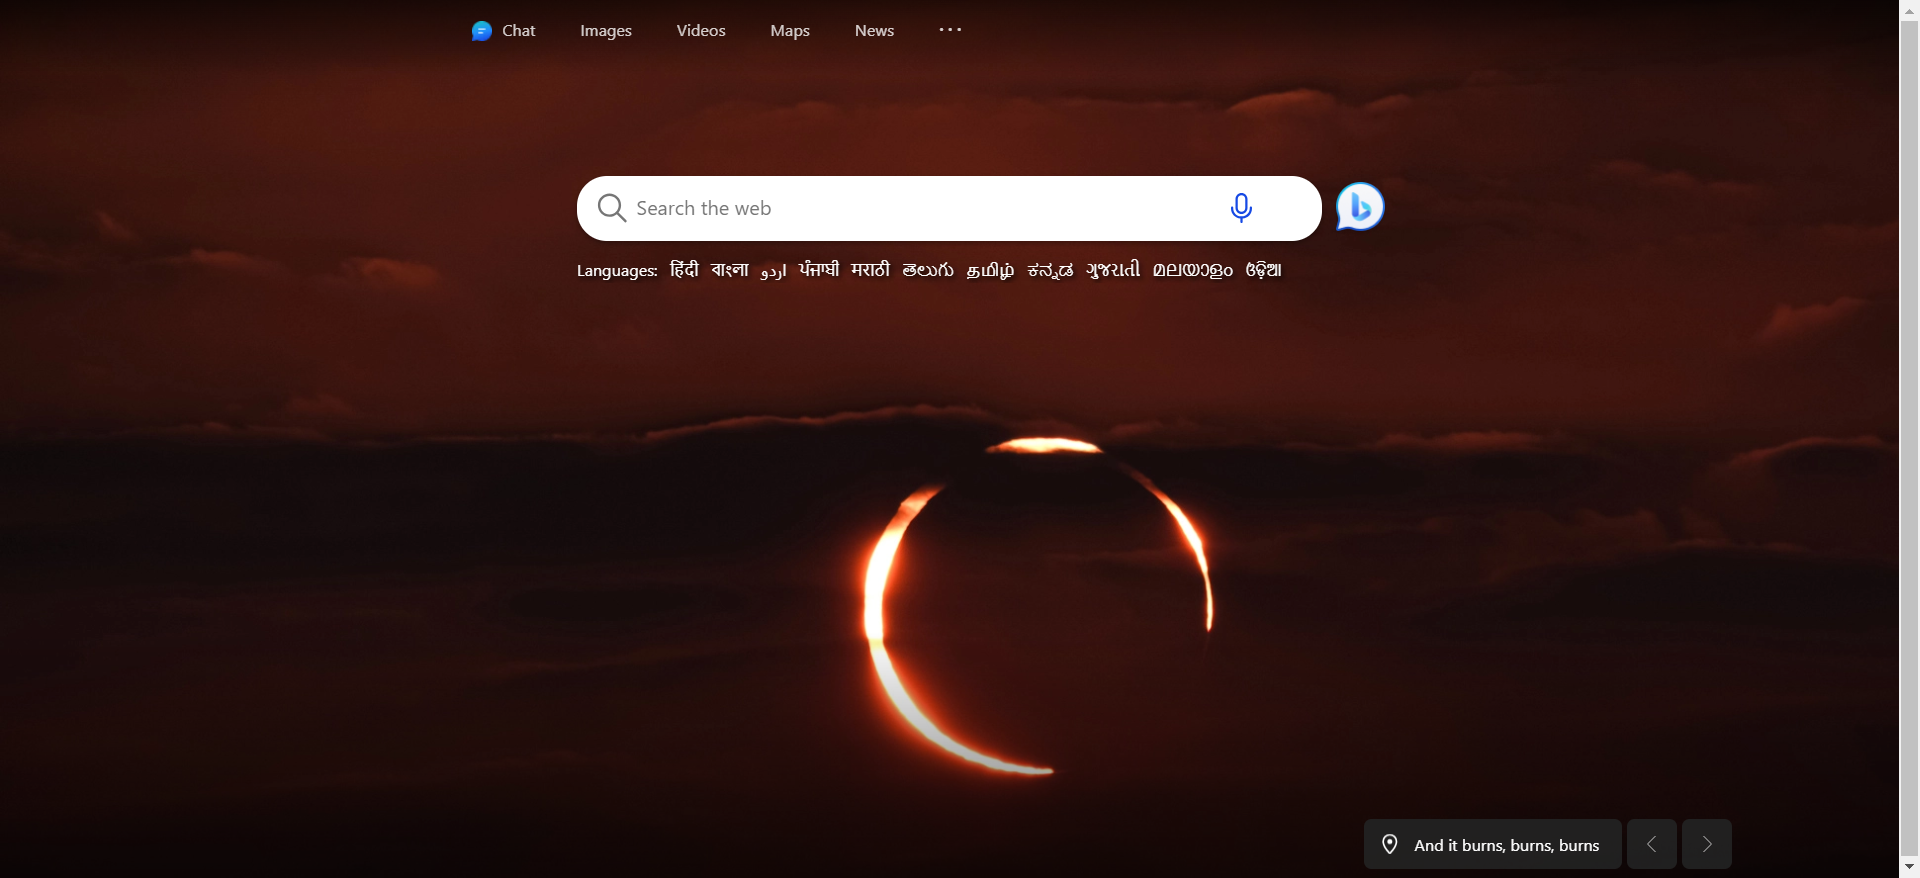 Chat Images Videos Maps News ...
Search the web
Languages: हिंदी বাংলা اردو ਪੰਜਾਬੀ मराठी తెలుగు தமிழ் ಕನ್ನಡ ગુજરાતી മലയാളം ଓଡ଼ିଆ
And it burns, burns, burns